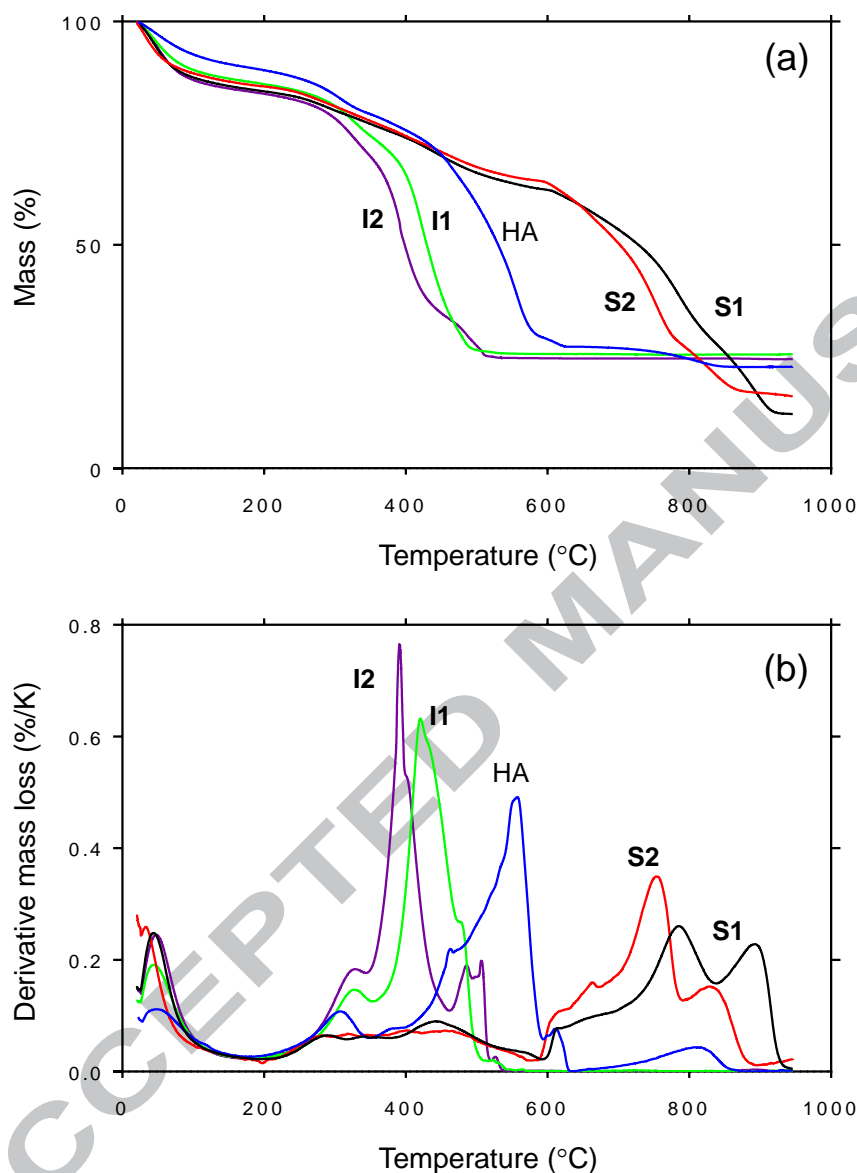 (a)
100
50
0
Mass (%)
I2
I1
HA
S2
S1
0 200 400 600 800 1000
Temperature (°C)
(b)
0.8
0.6
0.4
0.2
0.0
Derivative mass loss (%/K)
I2
I1
HA
S2
S1
0 200 400 600 800 1000
Temperature (°C)
CCEPTED MANUS